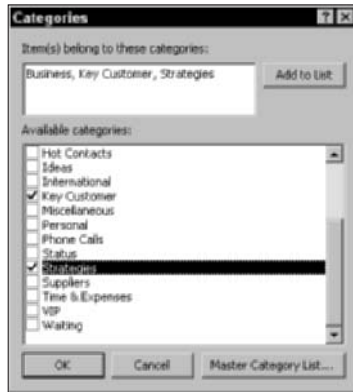 Categories
Item(s) belong to these categories:
Business, Key Customer, Strategies
Add to List
Available categories:
Hot Contacts
Ideas
International
Key Customer
Miscellaneous
Personal
Phone Calls
Status
Strategies
Suppliers
Time & Expenses
VIP
Waiting
OK
Cancel
Master Category List....